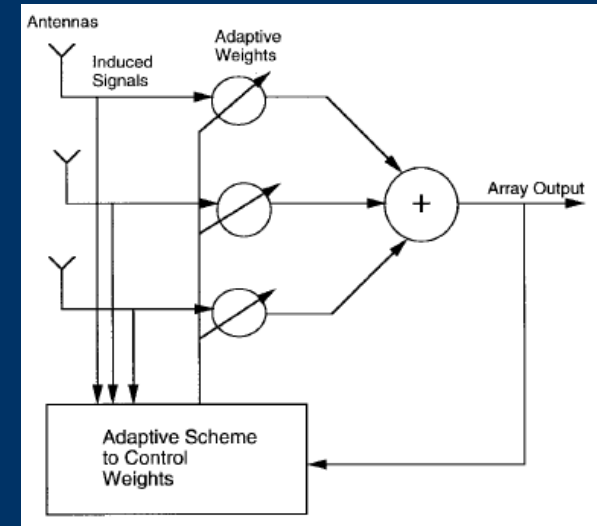 Antennas
Induced
Signals
Adaptive
Weights
+
Array Output
Adaptive Scheme
to Control
Weights